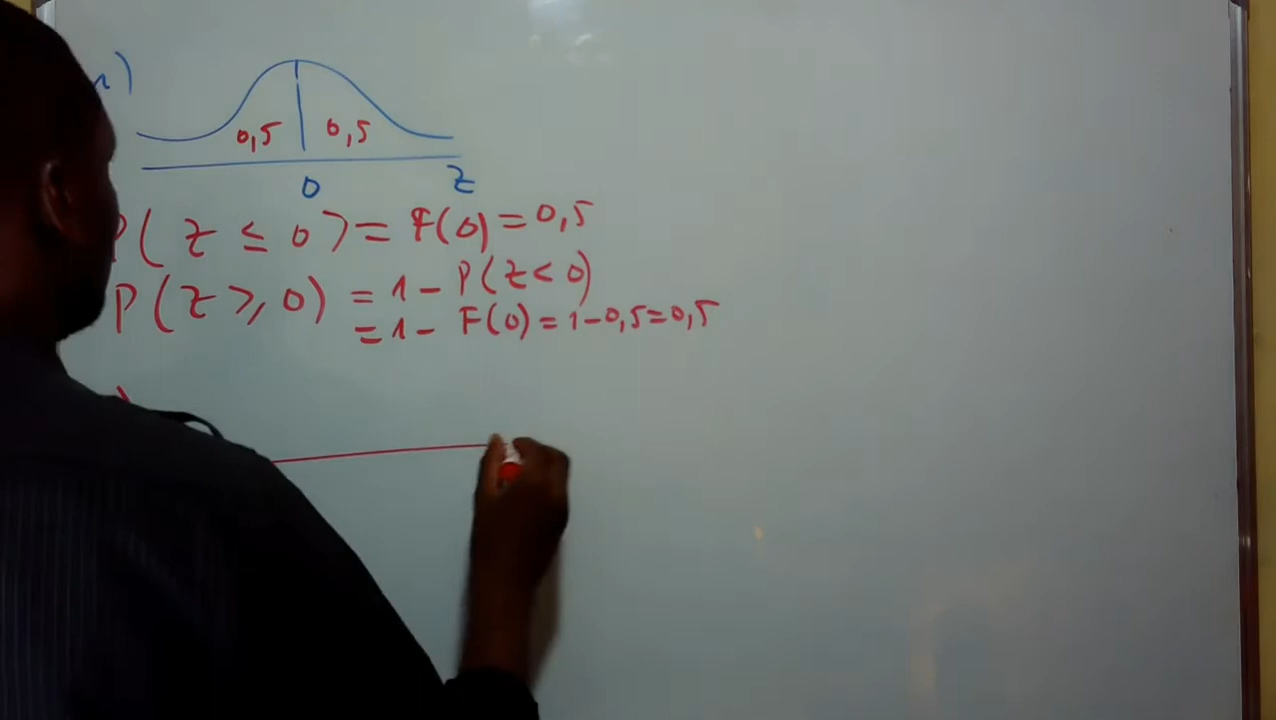 )
0,5 0,5
0 Z
P( Z ≤ 0 ) = F(0) = 0,5
P( Z ≥ 0 ) = 1 - P( Z < 0 )
= 1 - F(0) = 1 - 0,5 = 0,5
)